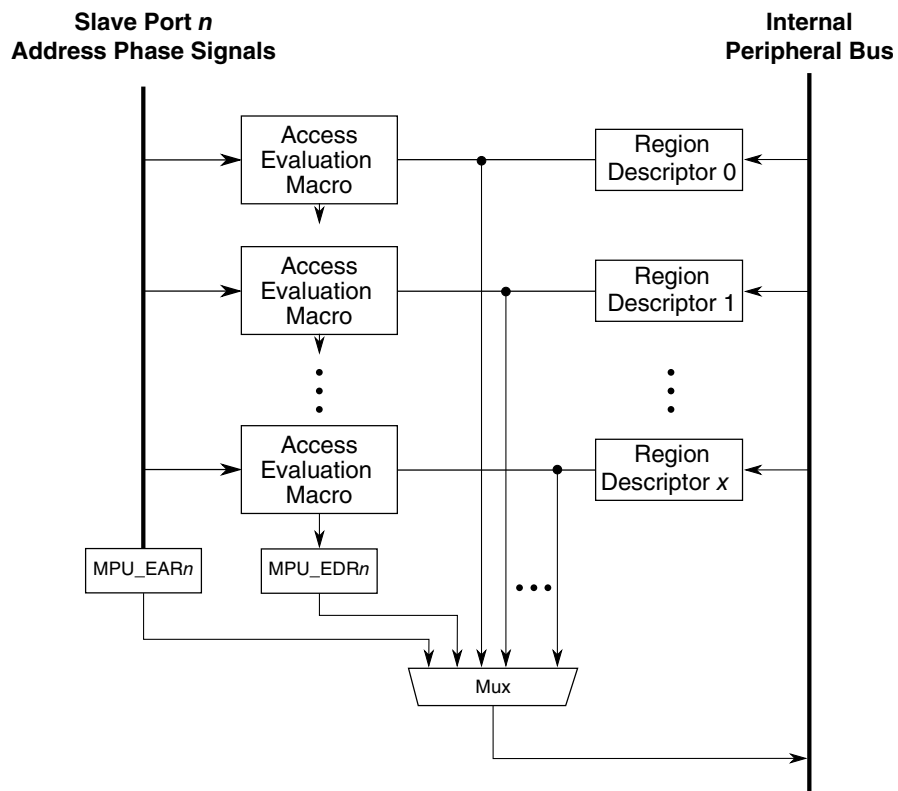 Slave Port n
Address Phase Signals
Internal
Peripheral Bus
Access
Evaluation
Macro
Region
Descriptor 0
Access
Evaluation
Macro
Region
Descriptor 1
Access
Evaluation
Macro
Region
Descriptor x
MPU_EARn
MPU_EDRn
Mux